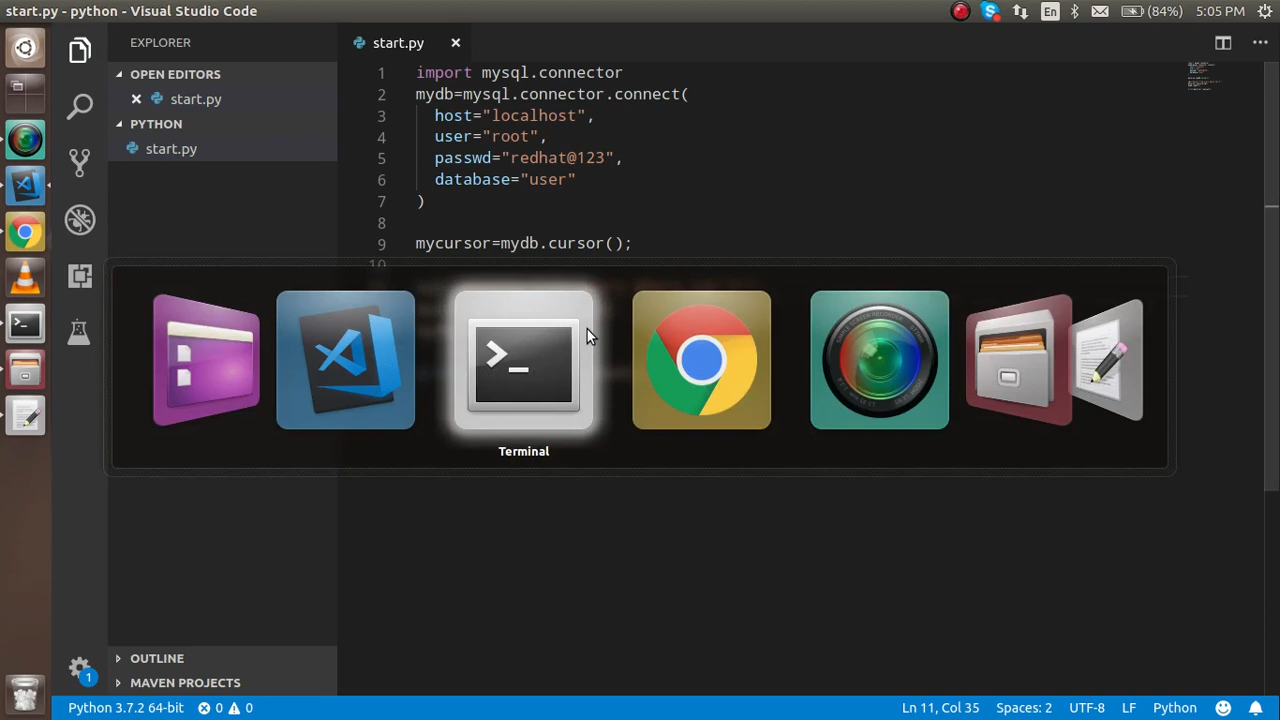 start.py - python - Visual Studio Code
En
(84%)
5:05 PM
EXPLORER
start.py
OPEN EDITORS
start.py
PYTHON
start.py
1 import mysql.connector
2 mydb=mysql.connector.connect(
3 host="localhost",
4 user="root",
5 passwd="redhat@123",
6 database="user"
7 )
8
9 mycursor=mydb.cursor();
10
Terminal
OUTLINE
MAVEN PROJECTS
1
Python 3.7.2 64-bit
0
0
Ln 11, Col 35
Spaces: 2
UTF-8
LF
Python